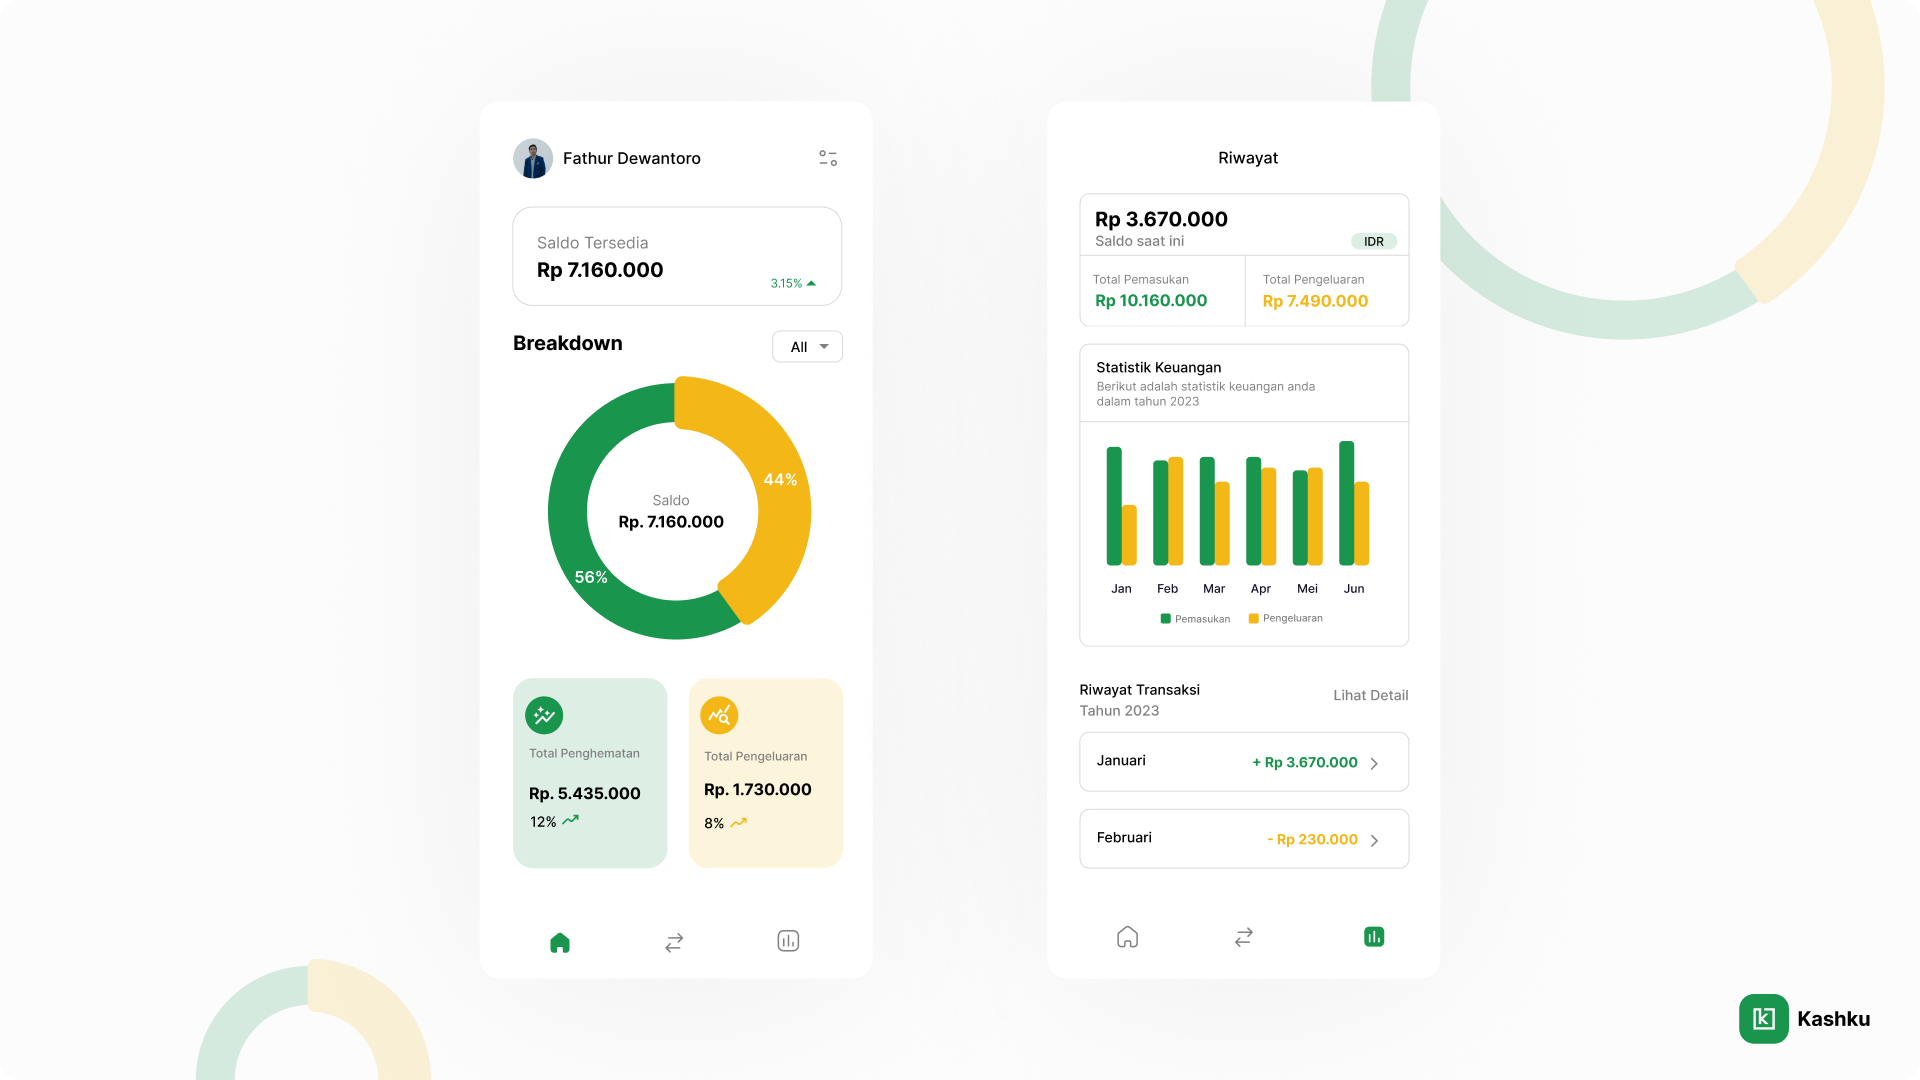 Fathur Dewantoro
Saldo Tersedia
Rp 7.160.000
3.15%
Breakdown
All
44%
Saldo
Rp. 7.160.000
56%
Total Penghematan
Rp. 5.435.000
12%
Total Pengeluaran
Rp. 1.730.000
8%
Riwayat
Rp 3.670.000
Saldo saat ini
IDR
Total Pemasukan
Rp 10.160.000
Total Pengeluaran
Rp 7.490.000
Statistik Keuangan
Berikut adalah statistik keuangan anda
dalam tahun 2023
Jan Feb Mar Apr Mei Jun
Pemasukan Pengeluaran
Riwayat Transaksi
Tahun 2023
Lihat Detail
Januari + Rp 3.670.000
Februari - Rp 230.000
Kashku